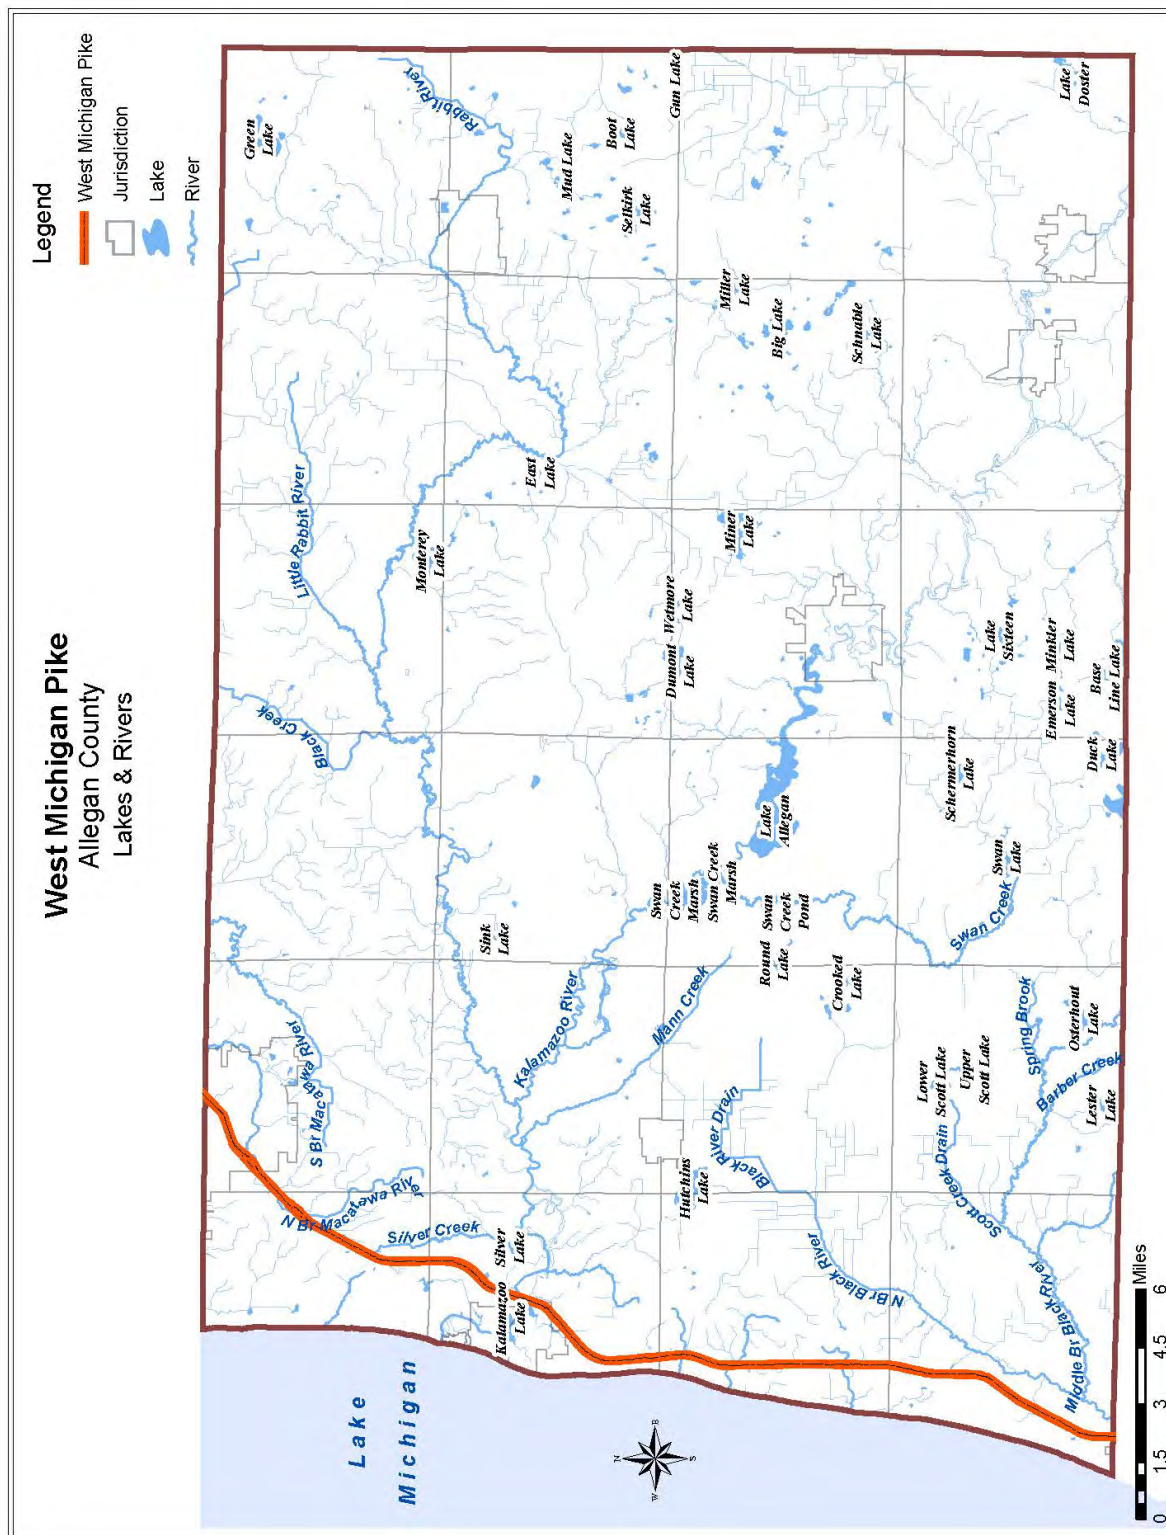 West Michigan Pike
Allegan County
Lakes & Rivers
Legend
West Michigan Pike
Jurisdiction
Lake
River
Lake
Michigan
N
W
E
S
0 1.5 3 4.5 6
Miles
S Br Macatawa River
N Br Macatawa River
Silver Creek
Black Creek
Little Rabbit River
Rabbit River
Green
Lake
Monterey
Lake
East
Lake
Mud Lake
Boot
Lake
Selkirk
Lake
Gun Lake
Sink
Lake
Silver
Lake
Kalamazoo
Lake
Kalamazoo River
Mann Creek
Swan
Creek
Marsh
Swan Creek
Marsh
Dumont
Lake
Wetmore
Lake
Miner
Lake
Miller
Lake
Big Lake
Schnable
Lake
Lake
Allegan
Hutchins
Lake
Black River Drain
Round
Lake
Swan
Creek
Pond
Crooked
Lake
N Br Black River
Lower
Scott Lake
Upper
Scott Lake
Scott Creek Drain
Swan Creek
Swan
Lake
Schermerhorn
Lake
Lake
Sixteen
Emerson
Lake
Minkler
Lake
Base
Line Lake
Duck
Lake
Lake
Doster
Spring Brook
Osterhout
Lake
Barber Creek
Lester
Lake
Middle Br Black River